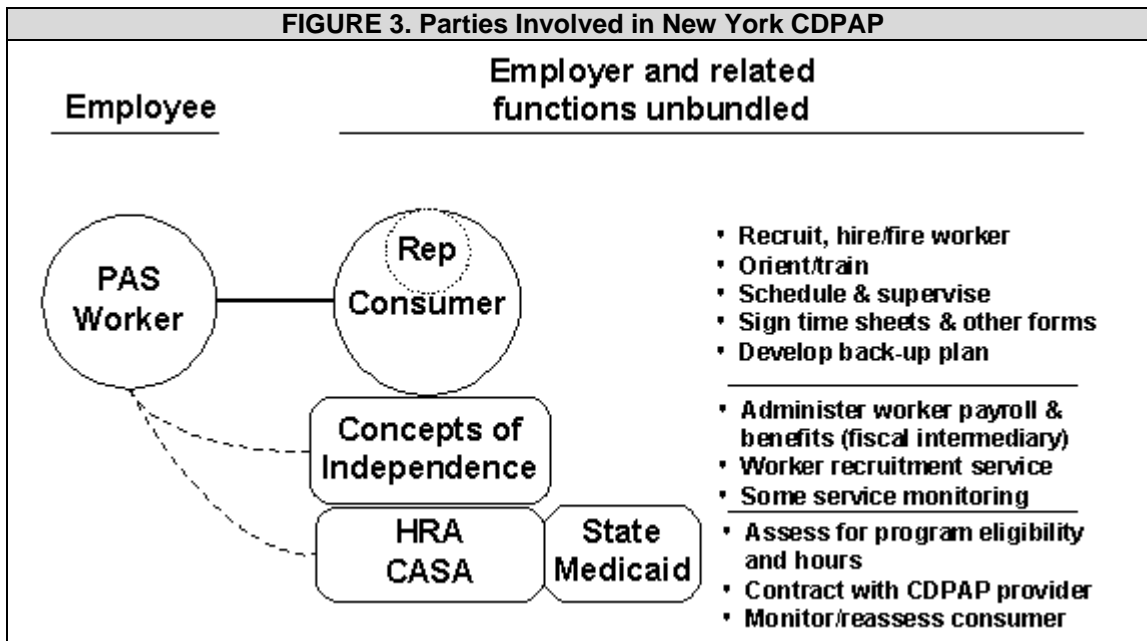 FIGURE 3. Parties Involved in New York CDPAP
Employee
Employer and related
functions unbundled
PAS
Worker
Rep
Consumer
• Recruit, hire/fire worker
• Orient/train
• Schedule & supervise
• Sign time sheets & other forms
• Develop back-up plan
Concepts of
Independence
• Administer worker payroll &
benefits (fiscal intermediary)
• Worker recruitment service
• Some service monitoring
HRA
CASA
State
Medicaid
• Assess for program eligibility
and hours
• Contract with CDPAP provider
• Monitor/reassess consumer